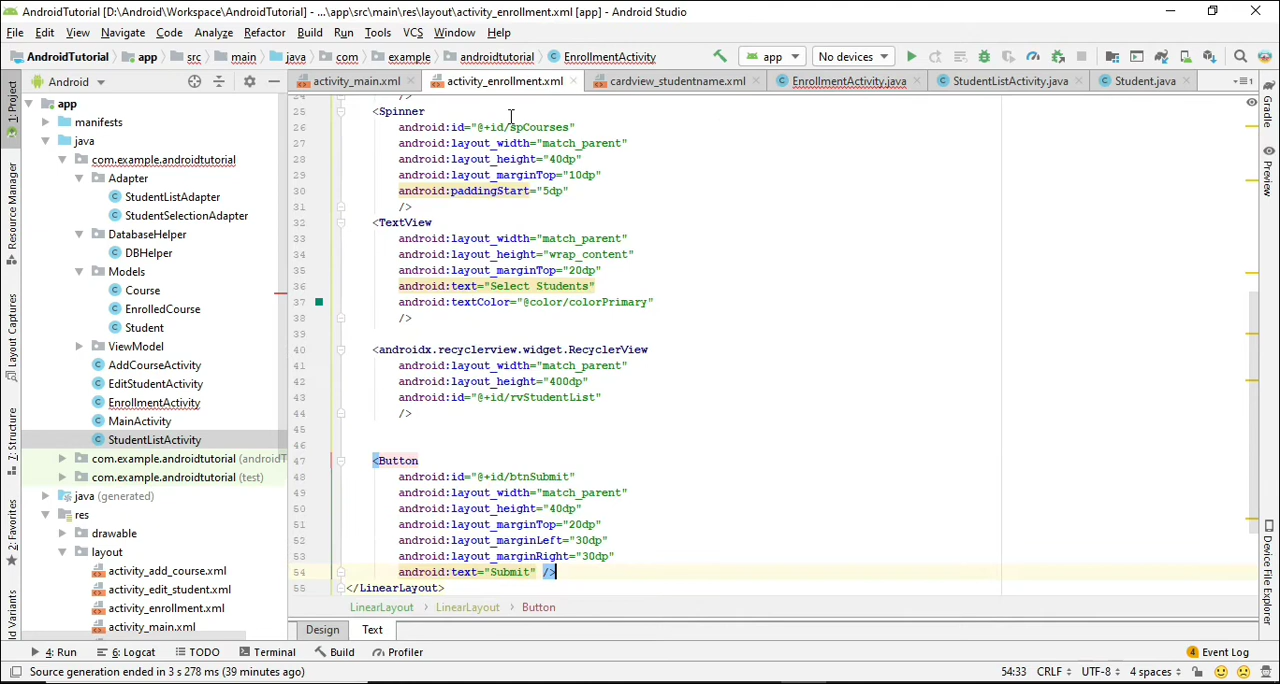 AndroidTutorial [D:\Android\Workspace\AndroidTutorial] - ...\app\src\main\res\layout\activity_enrollment.xml [app] - Android Studio
File Edit View Navigate Code Analyze Refactor Build Run Tools VCS Window Help
AndroidTutorial app src main java com example androidtutorial EnrollmentActivity app No devices
Android activity_main.xml activity_enrollment.xml cardview_studentname.xml EnrollmentActivity.java StudentListActivity.java Student.java
1: Project
Resource Manager
Layout Captures
7: Structure
2: Favorites
ld Variants
app
manifests
java
com.example.androidtutorial
Adapter
StudentListAdapter
StudentSelectionAdapter
DatabaseHelper
DBHelper
Models
Course
EnrolledCourse
Student
ViewModel
AddCourseActivity
EditStudentActivity
EnrollmentActivity
MainActivity
StudentListActivity
com.example.androidtutorial (androidT
com.example.androidtutorial (test)
java (generated)
res
drawable
layout
activity_add_course.xml
activity_edit_student.xml
activity_enrollment.xml
activity_main.xml
24 />
25 <Spinner
26 android:id="@+id/spCourses"
27 android:layout_width="match_parent"
28 android:layout_height="40dp"
29 android:layout_marginTop="10dp"
30 android:paddingStart="5dp"
31 />
32 <TextView
33 android:layout_width="match_parent"
34 android:layout_height="wrap_content"
35 android:layout_marginTop="20dp"
36 android:text="Select Students"
37 android:textColor="@color/colorPrimary"
38 />
39
40 <androidx.recyclerview.widget.RecyclerView
41 android:layout_width="match_parent"
42 android:layout_height="400dp"
43 android:id="@+id/rvStudentList"
44 />
45
46
47 <Button
48 android:id="@+id/btnSubmit"
49 android:layout_width="match_parent"
50 android:layout_height="40dp"
51 android:layout_marginTop="20dp"
52 android:layout_marginLeft="30dp"
53 android:layout_marginRight="30dp"
54 android:text="Submit" />
55 </LinearLayout>
LinearLayout › LinearLayout › Button
Design Text
Gradle
Preview
Device File Explorer
4: Run 6: Logcat TODO Terminal Build Profiler 4 Event Log
Source generation ended in 3 s 278 ms (39 minutes ago) 54:33 CRLF UTF-8 4 spaces